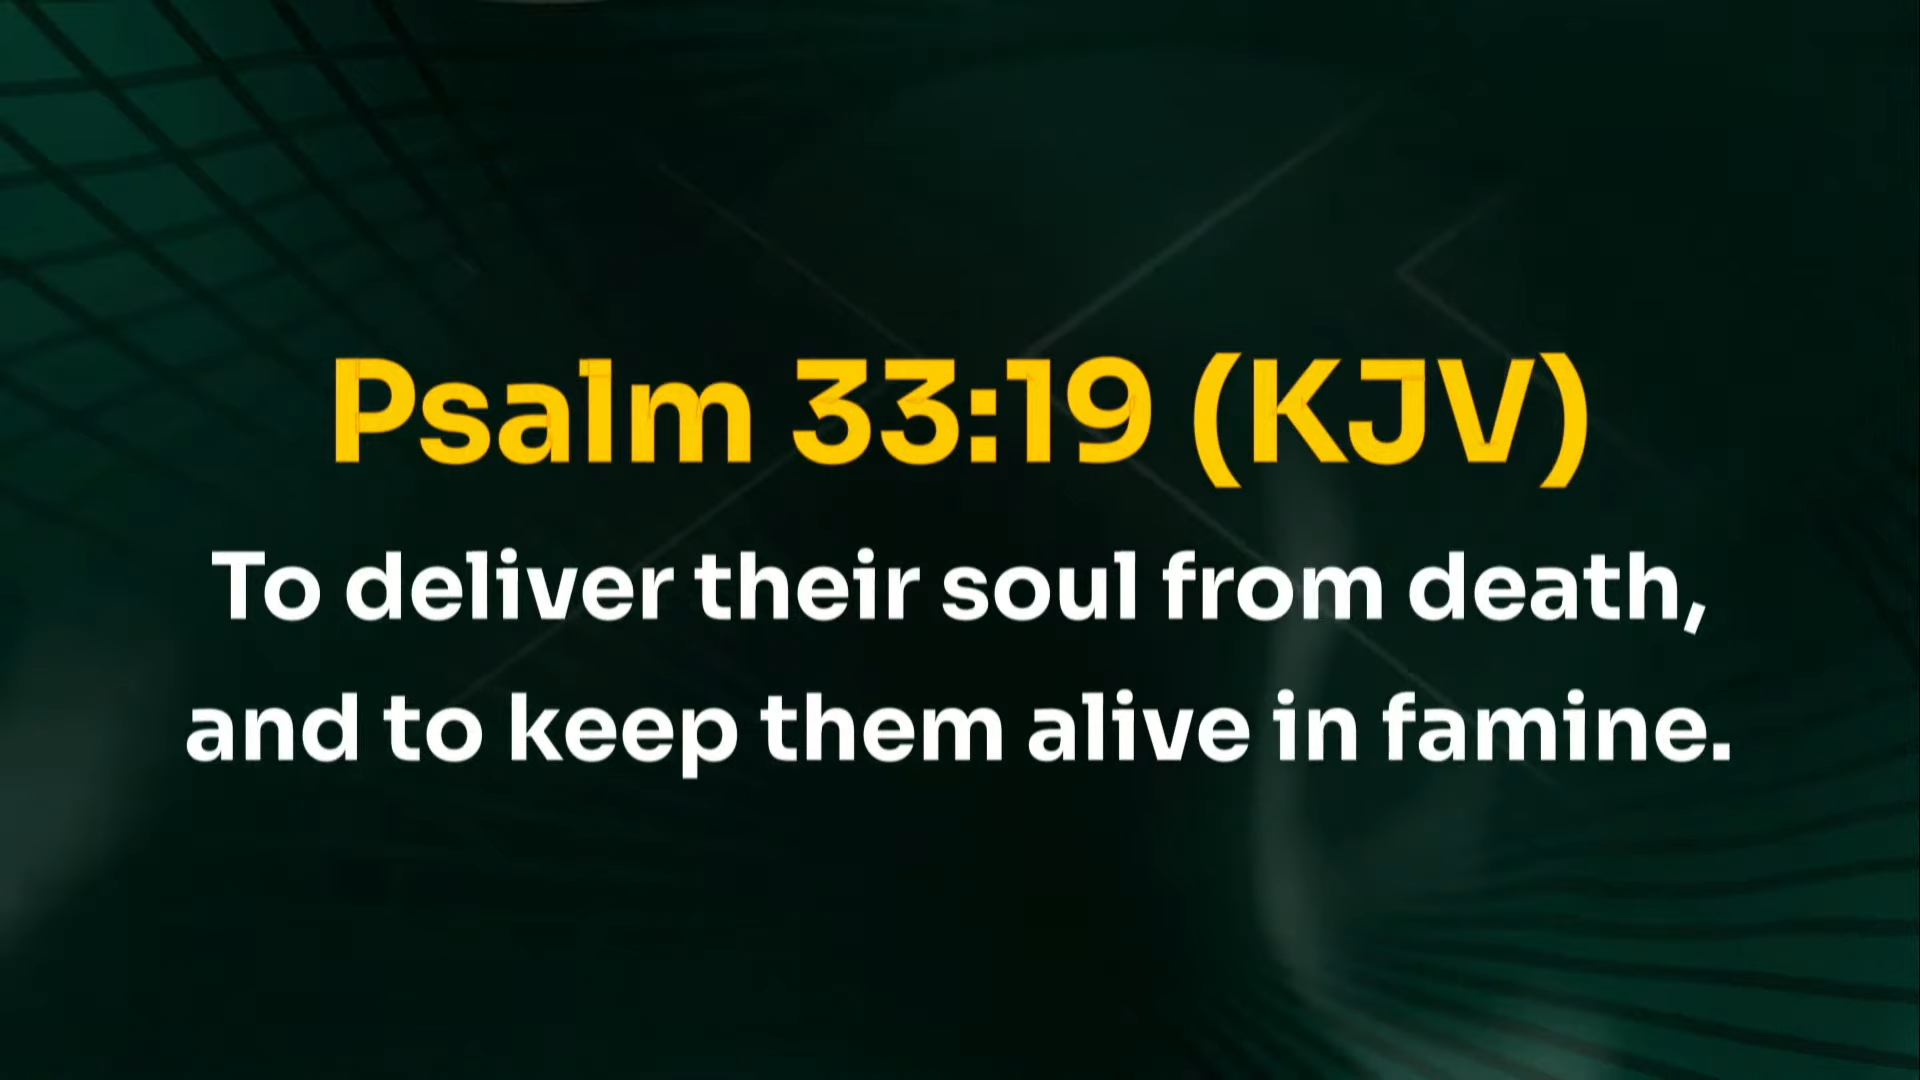 Psalm 33:19 (KJV)
To deliver their soul from death,
and to keep them alive in famine.